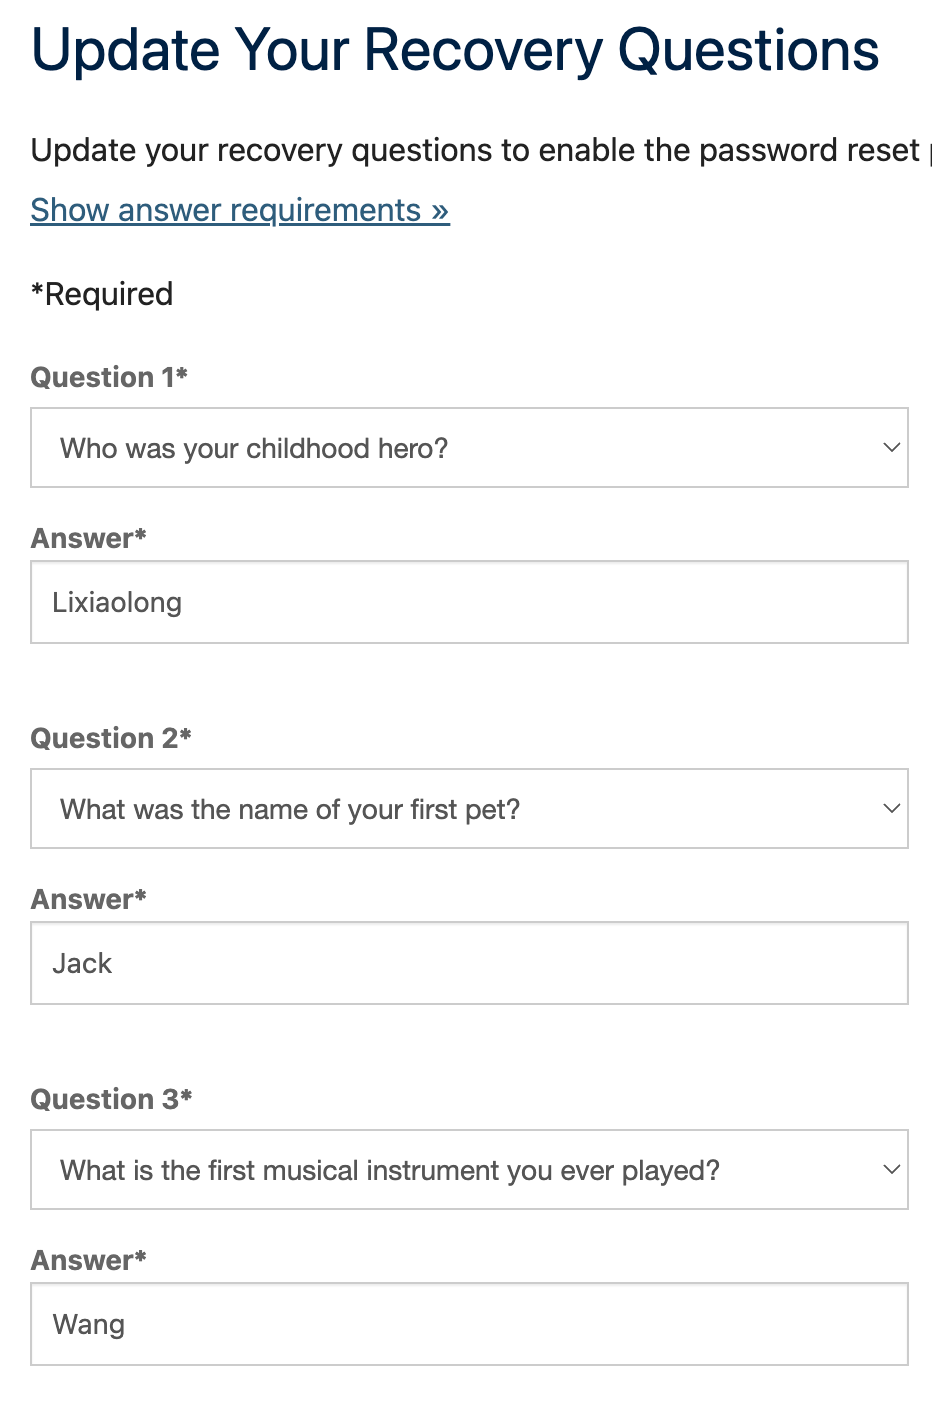 Update Your Recovery Questions
Update your recovery questions to enable the password reset
Show answer requirements »
*Required
Question 1*
Who was your childhood hero?
Answer*
Lixiaolong
Question 2*
What was the name of your first pet?
Answer*
Jack
Question 3*
What is the first musical instrument you ever played?
Answer*
Wang